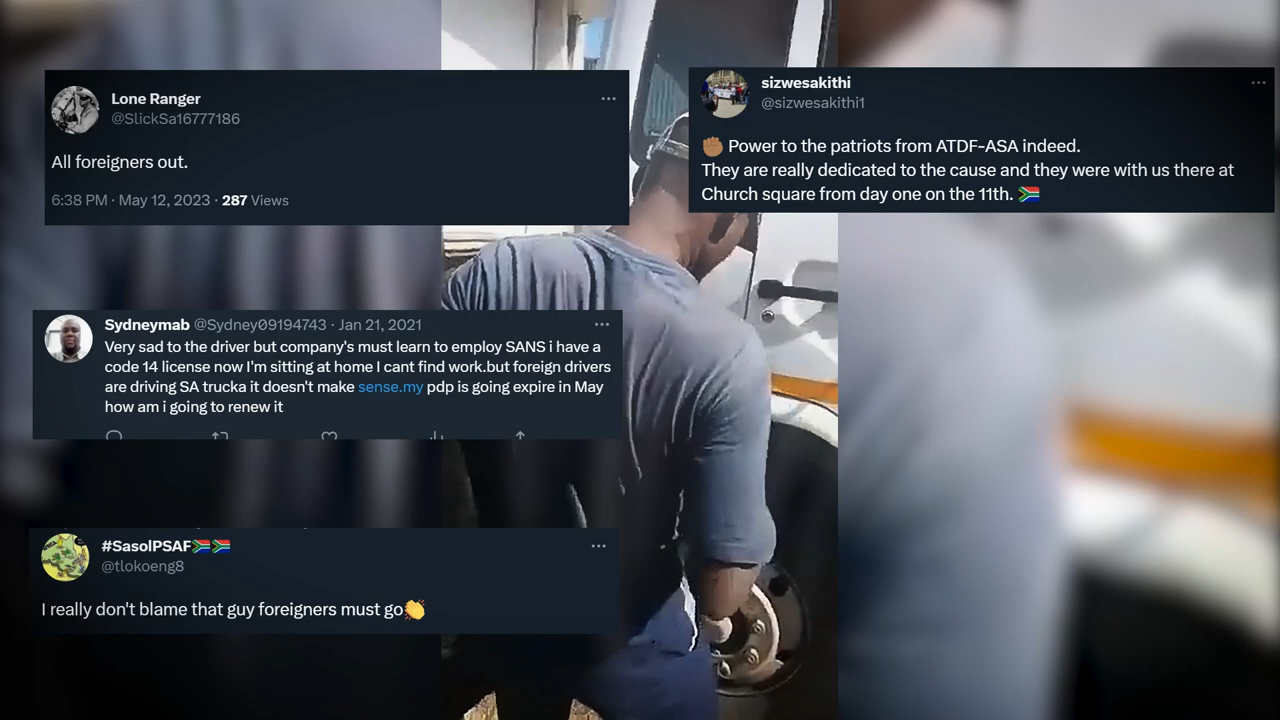 Lone Ranger
@SlickSa16777186
All foreigners out.
6:38 PM · May 12, 2023 · 287 Views
sizwesakithi
@sizwesakithi1
✊🏽 Power to the patriots from ATDF-ASA indeed.
They are really dedicated to the cause and they were with us there at
Church square from day one on the 11th. 🇿🇦
Sydneymab @Sydney09194743 · Jan 21, 2021
Very sad to the driver but company's must learn to employ SANS i have a
code 14 license now I'm sitting at home I cant find work.but foreign drivers
are driving SA trucka it doesn't make sense.my pdp is going expire in May
how am i going to renew it
#SasolPSAF🇿🇦🇿🇦
@tlokoeng8
I really don't blame that guy foreigners must go👏